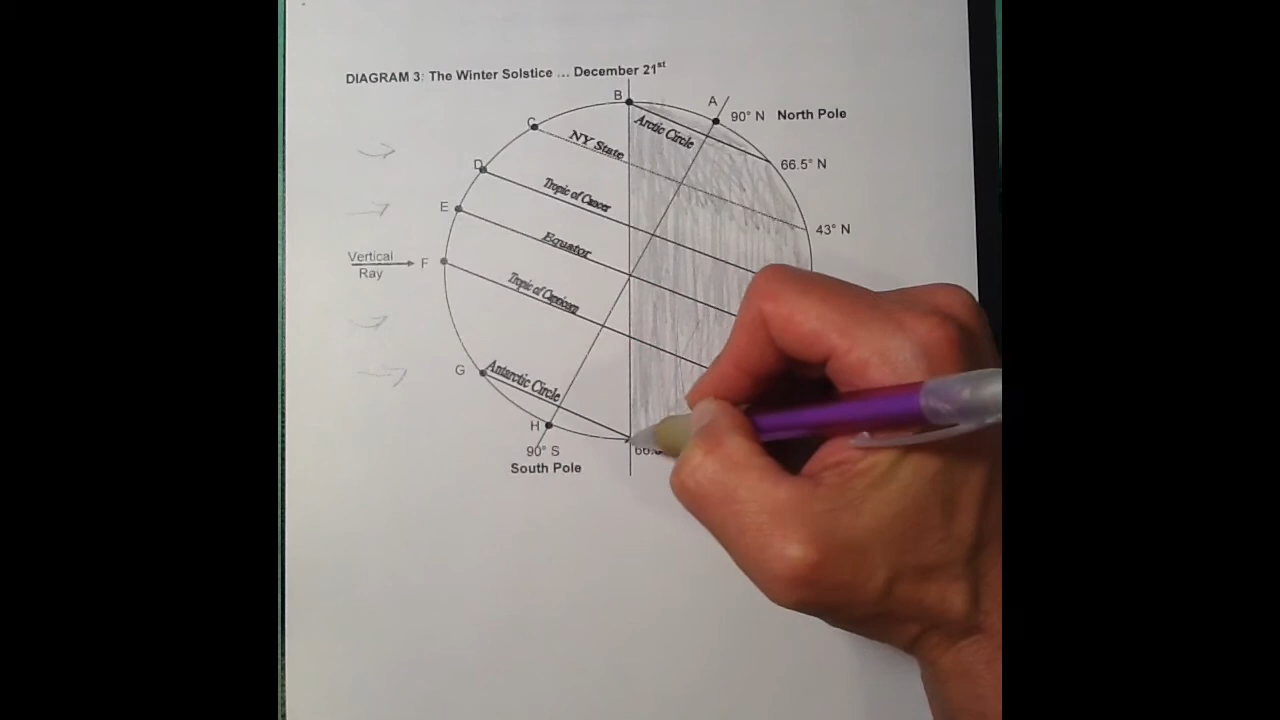 DIAGRAM 3: The Winter Solstice ... December 21st
B
A
90° N North Pole
C
NY State
Arctic Circle
66.5° N
D
Tropic of Cancer
43° N
E
Equator
Vertical
Ray
F
Tropic of Capricorn
G
Antarctic Circle
H
90° S
South Pole